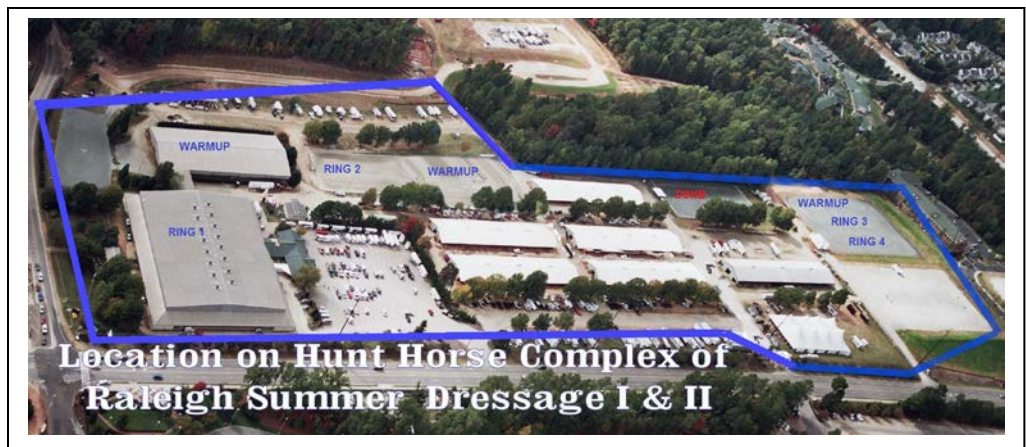 WARMUP
RING 2
WARMUP
WARMUP
RING 3
RING 4
RING 1
Location on Hunt Horse Complex of
Raleigh Summer Dressage I & II